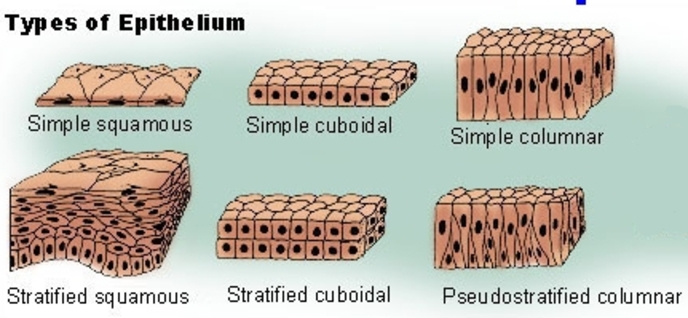 Types of Epithelium
Simple squamous
Simple cuboidal
Simple columnar
Stratified squamous
Stratified cuboidal
Pseudostratified columnar